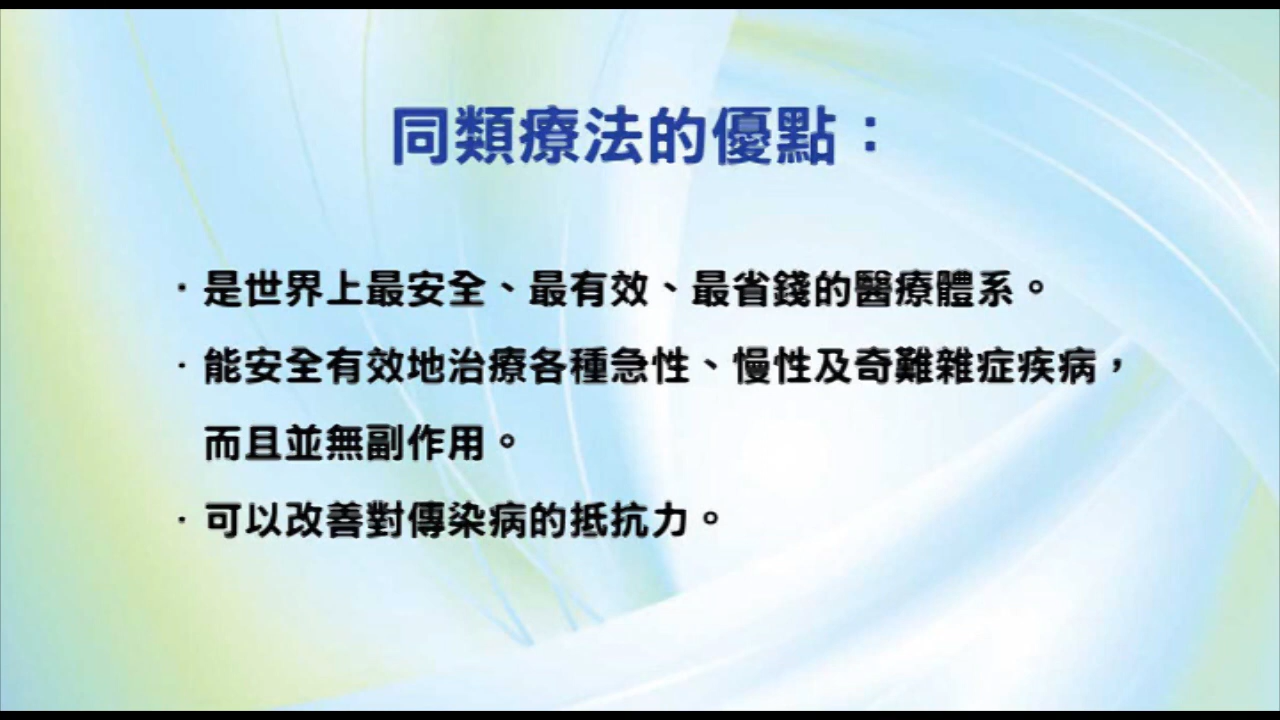 同類療法的優點：
·是世界上最安全、最有效、最省錢的醫療體系。
·能安全有效地治療各種急性、慢性及奇難雜症疾病，
而且並無副作用。
·可以改善對傳染病的抵抗力。